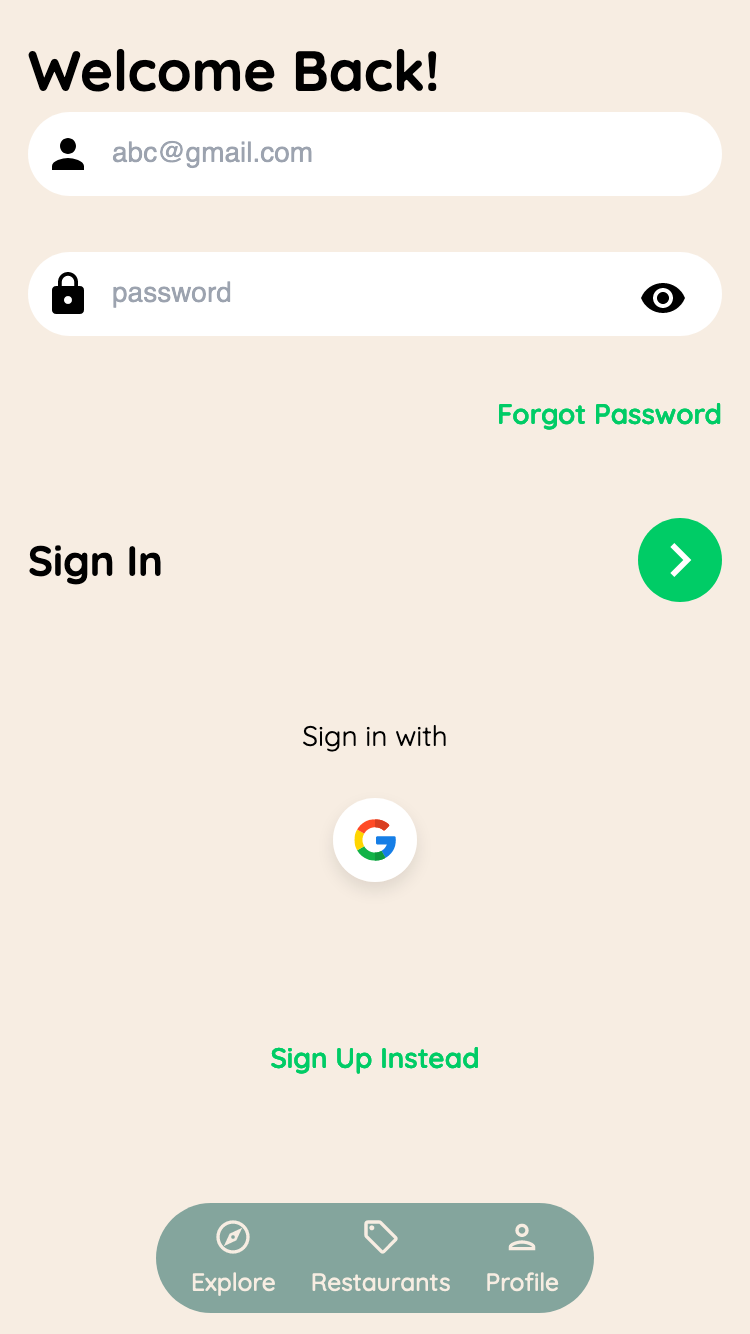 Welcome Back!
abc@gmail.com
password
Forgot Password
Sign In
Sign in with
Sign Up Instead
Explore Restaurants Profile